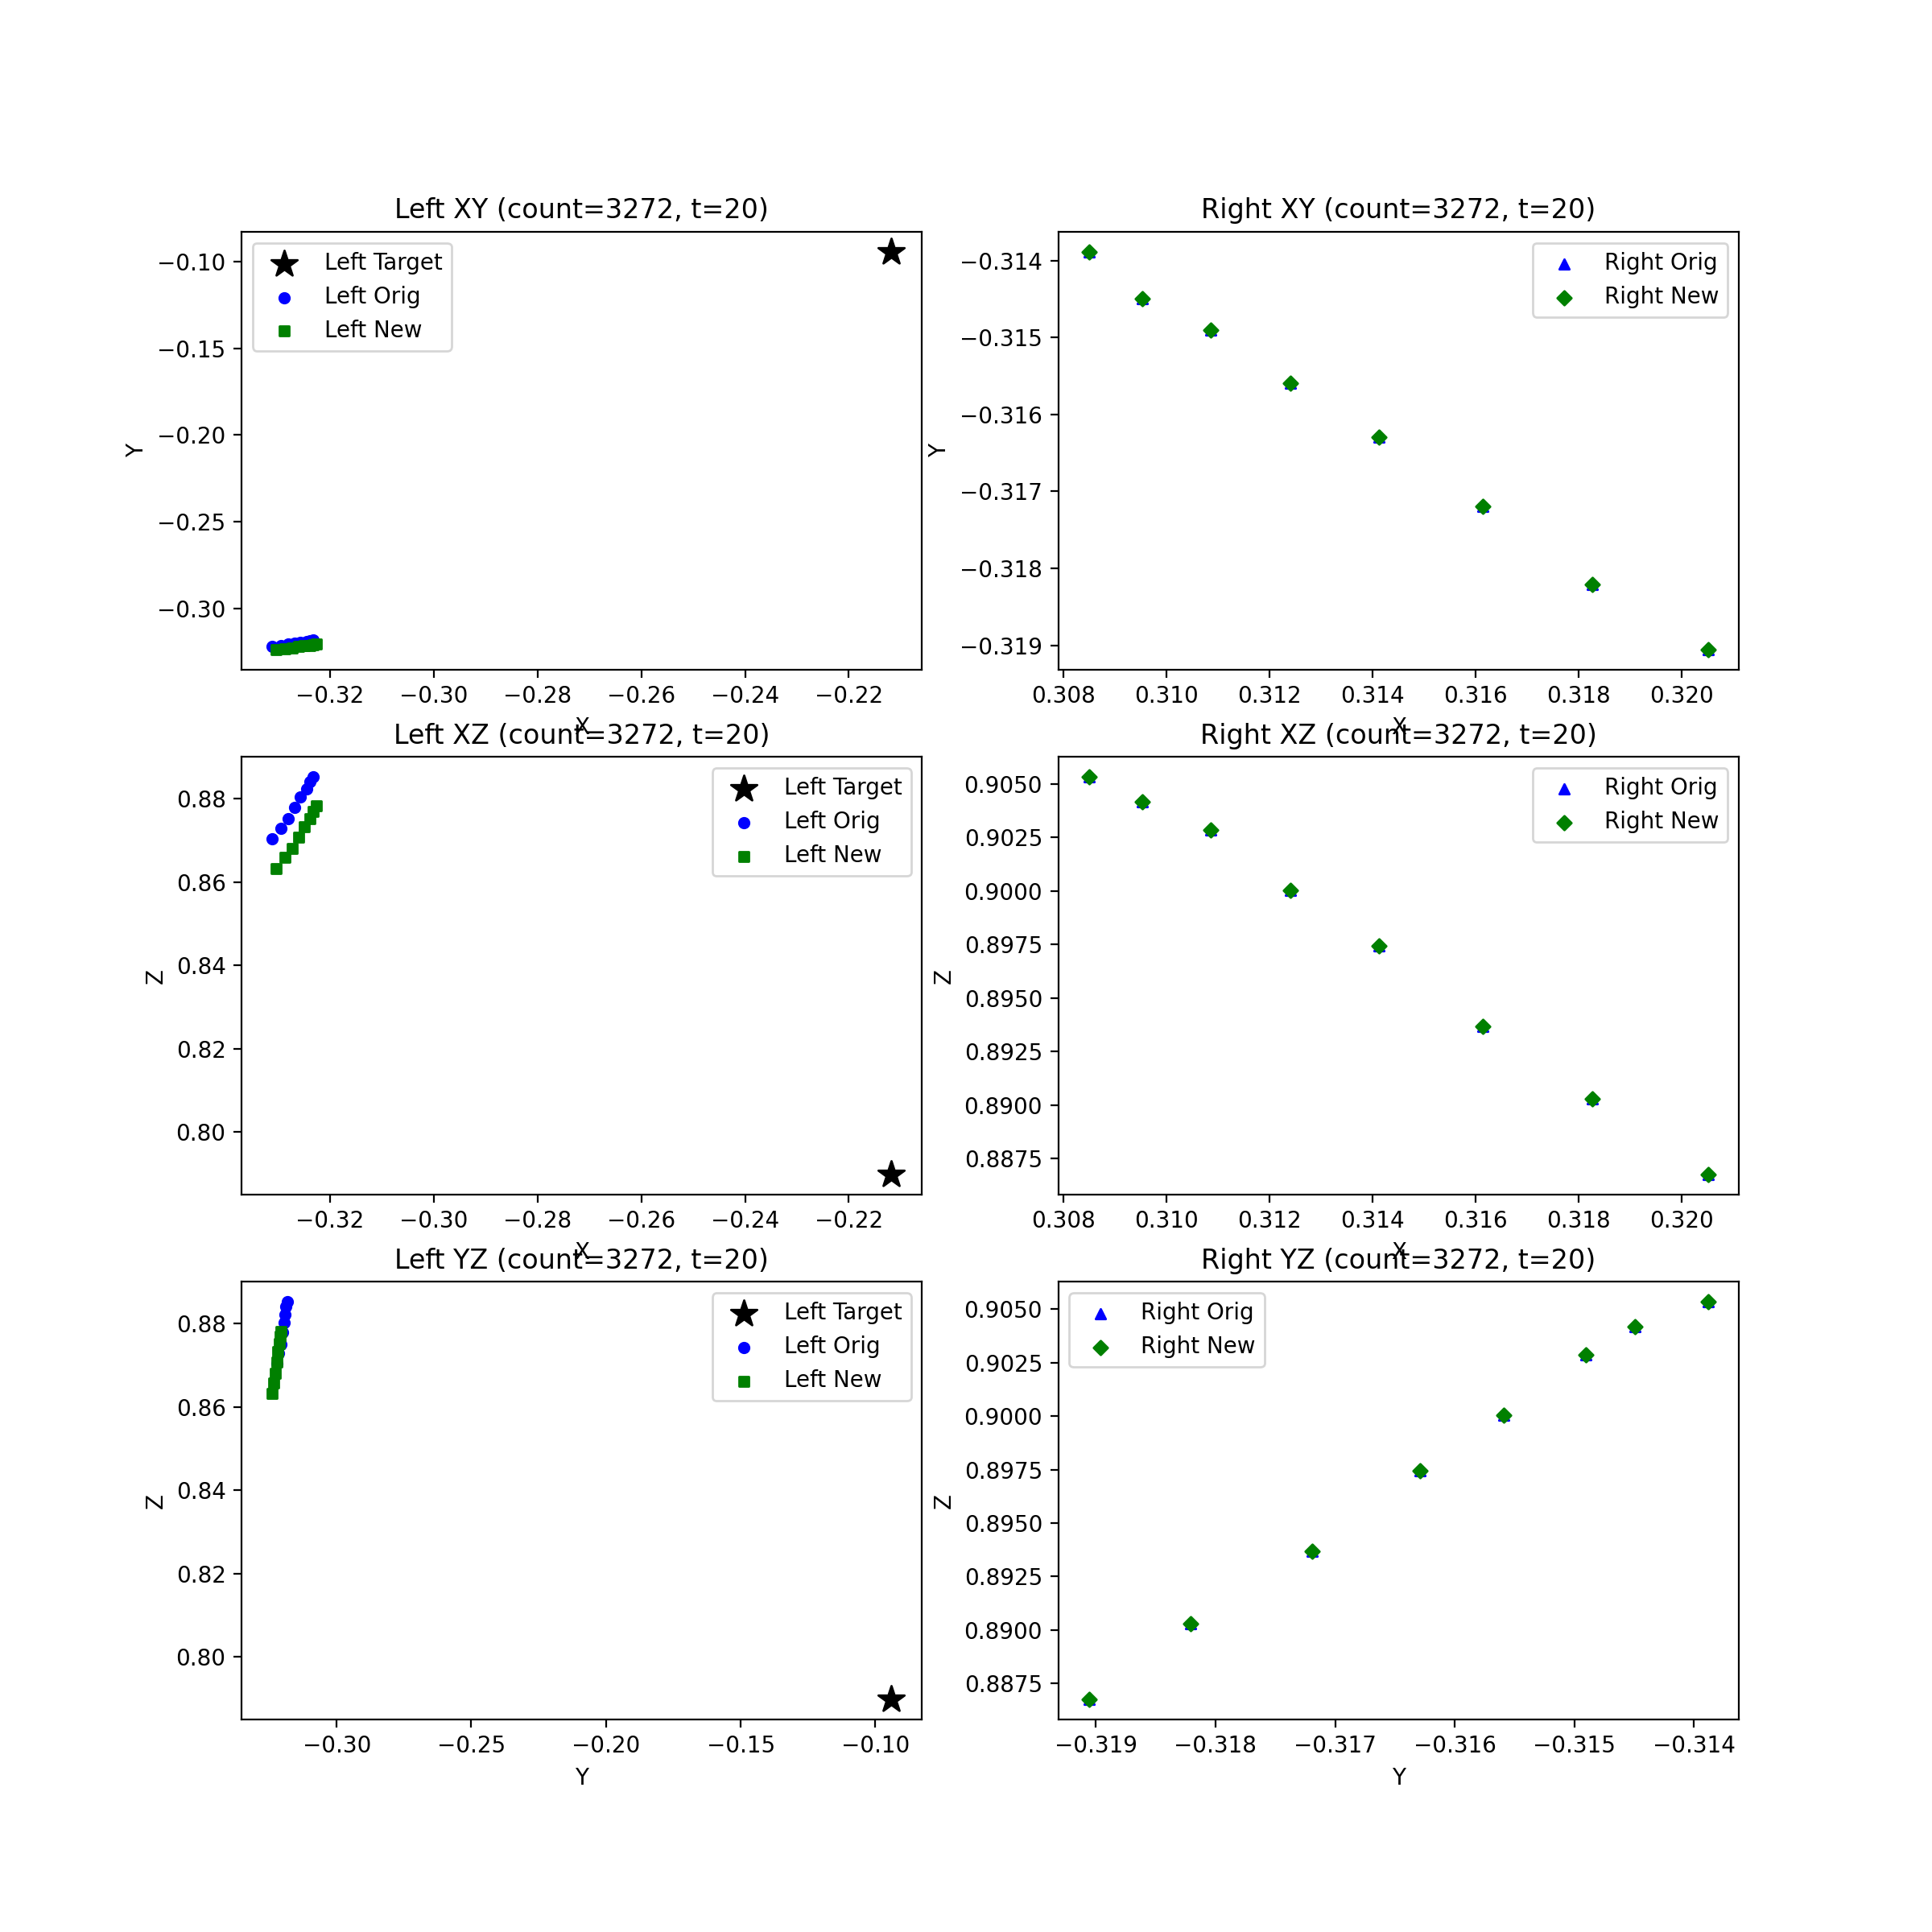 Left XY (count=3272, t=20)
Left Target
Left Orig
Left New
−0.10
−0.15
−0.20
−0.25
−0.30
Y
−0.32
−0.30
−0.28
−0.26
−0.24
−0.22
X
Right XY (count=3272, t=20)
Right Orig
Right New
−0.314
−0.315
−0.316
−0.317
−0.318
−0.319
Y
0.308
0.310
0.312
0.314
0.316
0.318
0.320
X
Left XZ (count=3272, t=20)
Left Target
Left Orig
Left New
0.88
0.86
0.84
0.82
0.80
Z
−0.32
−0.30
−0.28
−0.26
−0.24
−0.22
X
Right XZ (count=3272, t=20)
Right Orig
Right New
0.9050
0.9025
0.9000
0.8975
0.8950
0.8925
0.8900
0.8875
Z
0.308
0.310
0.312
0.314
0.316
0.318
0.320
X
Left YZ (count=3272, t=20)
Left Target
Left Orig
Left New
0.88
0.86
0.84
0.82
0.80
Z
−0.30
−0.25
−0.20
−0.15
−0.10
Y
Right YZ (count=3272, t=20)
Right Orig
Right New
0.9050
0.9025
0.9000
0.8975
0.8950
0.8925
0.8900
0.8875
Z
−0.319
−0.318
−0.317
−0.316
−0.315
−0.314
Y